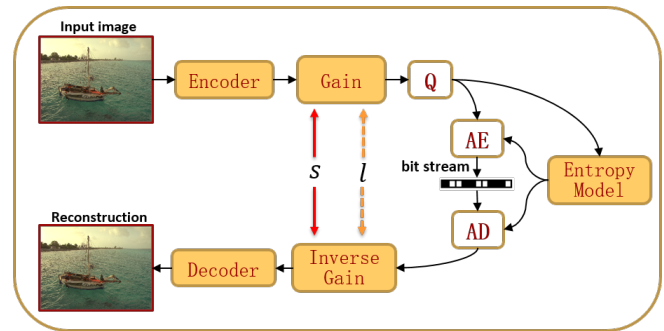 Input image
Encoder
Gain
Q
AE
bit stream
s
l
Entropy
Model
Reconstruction
AD
Decoder
Inverse
Gain